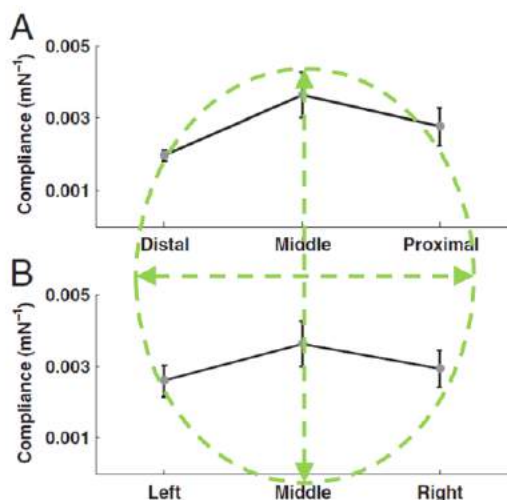 A
Compliance (mN⁻¹)
0.005
0.003
0.001
Distal Middle Proximal
B
Compliance (mN⁻¹)
0.005
0.003
0.001
Left Middle Right